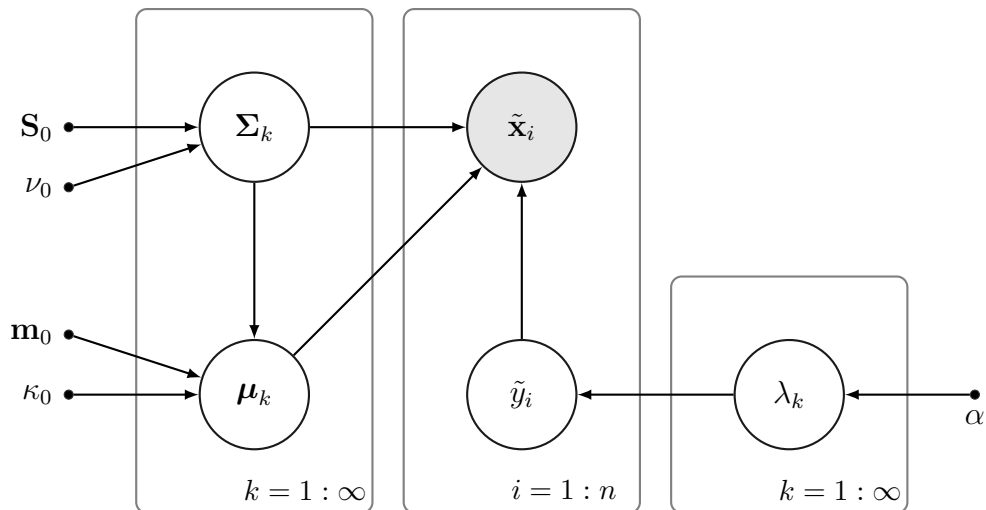 𝐒₀
ν₀
𝚺ₖ
x̃ᵢ
𝐦₀
κ₀
𝛍ₖ
ỹᵢ
λₖ
α
k = 1 : ∞
i = 1 : n
k = 1 : ∞